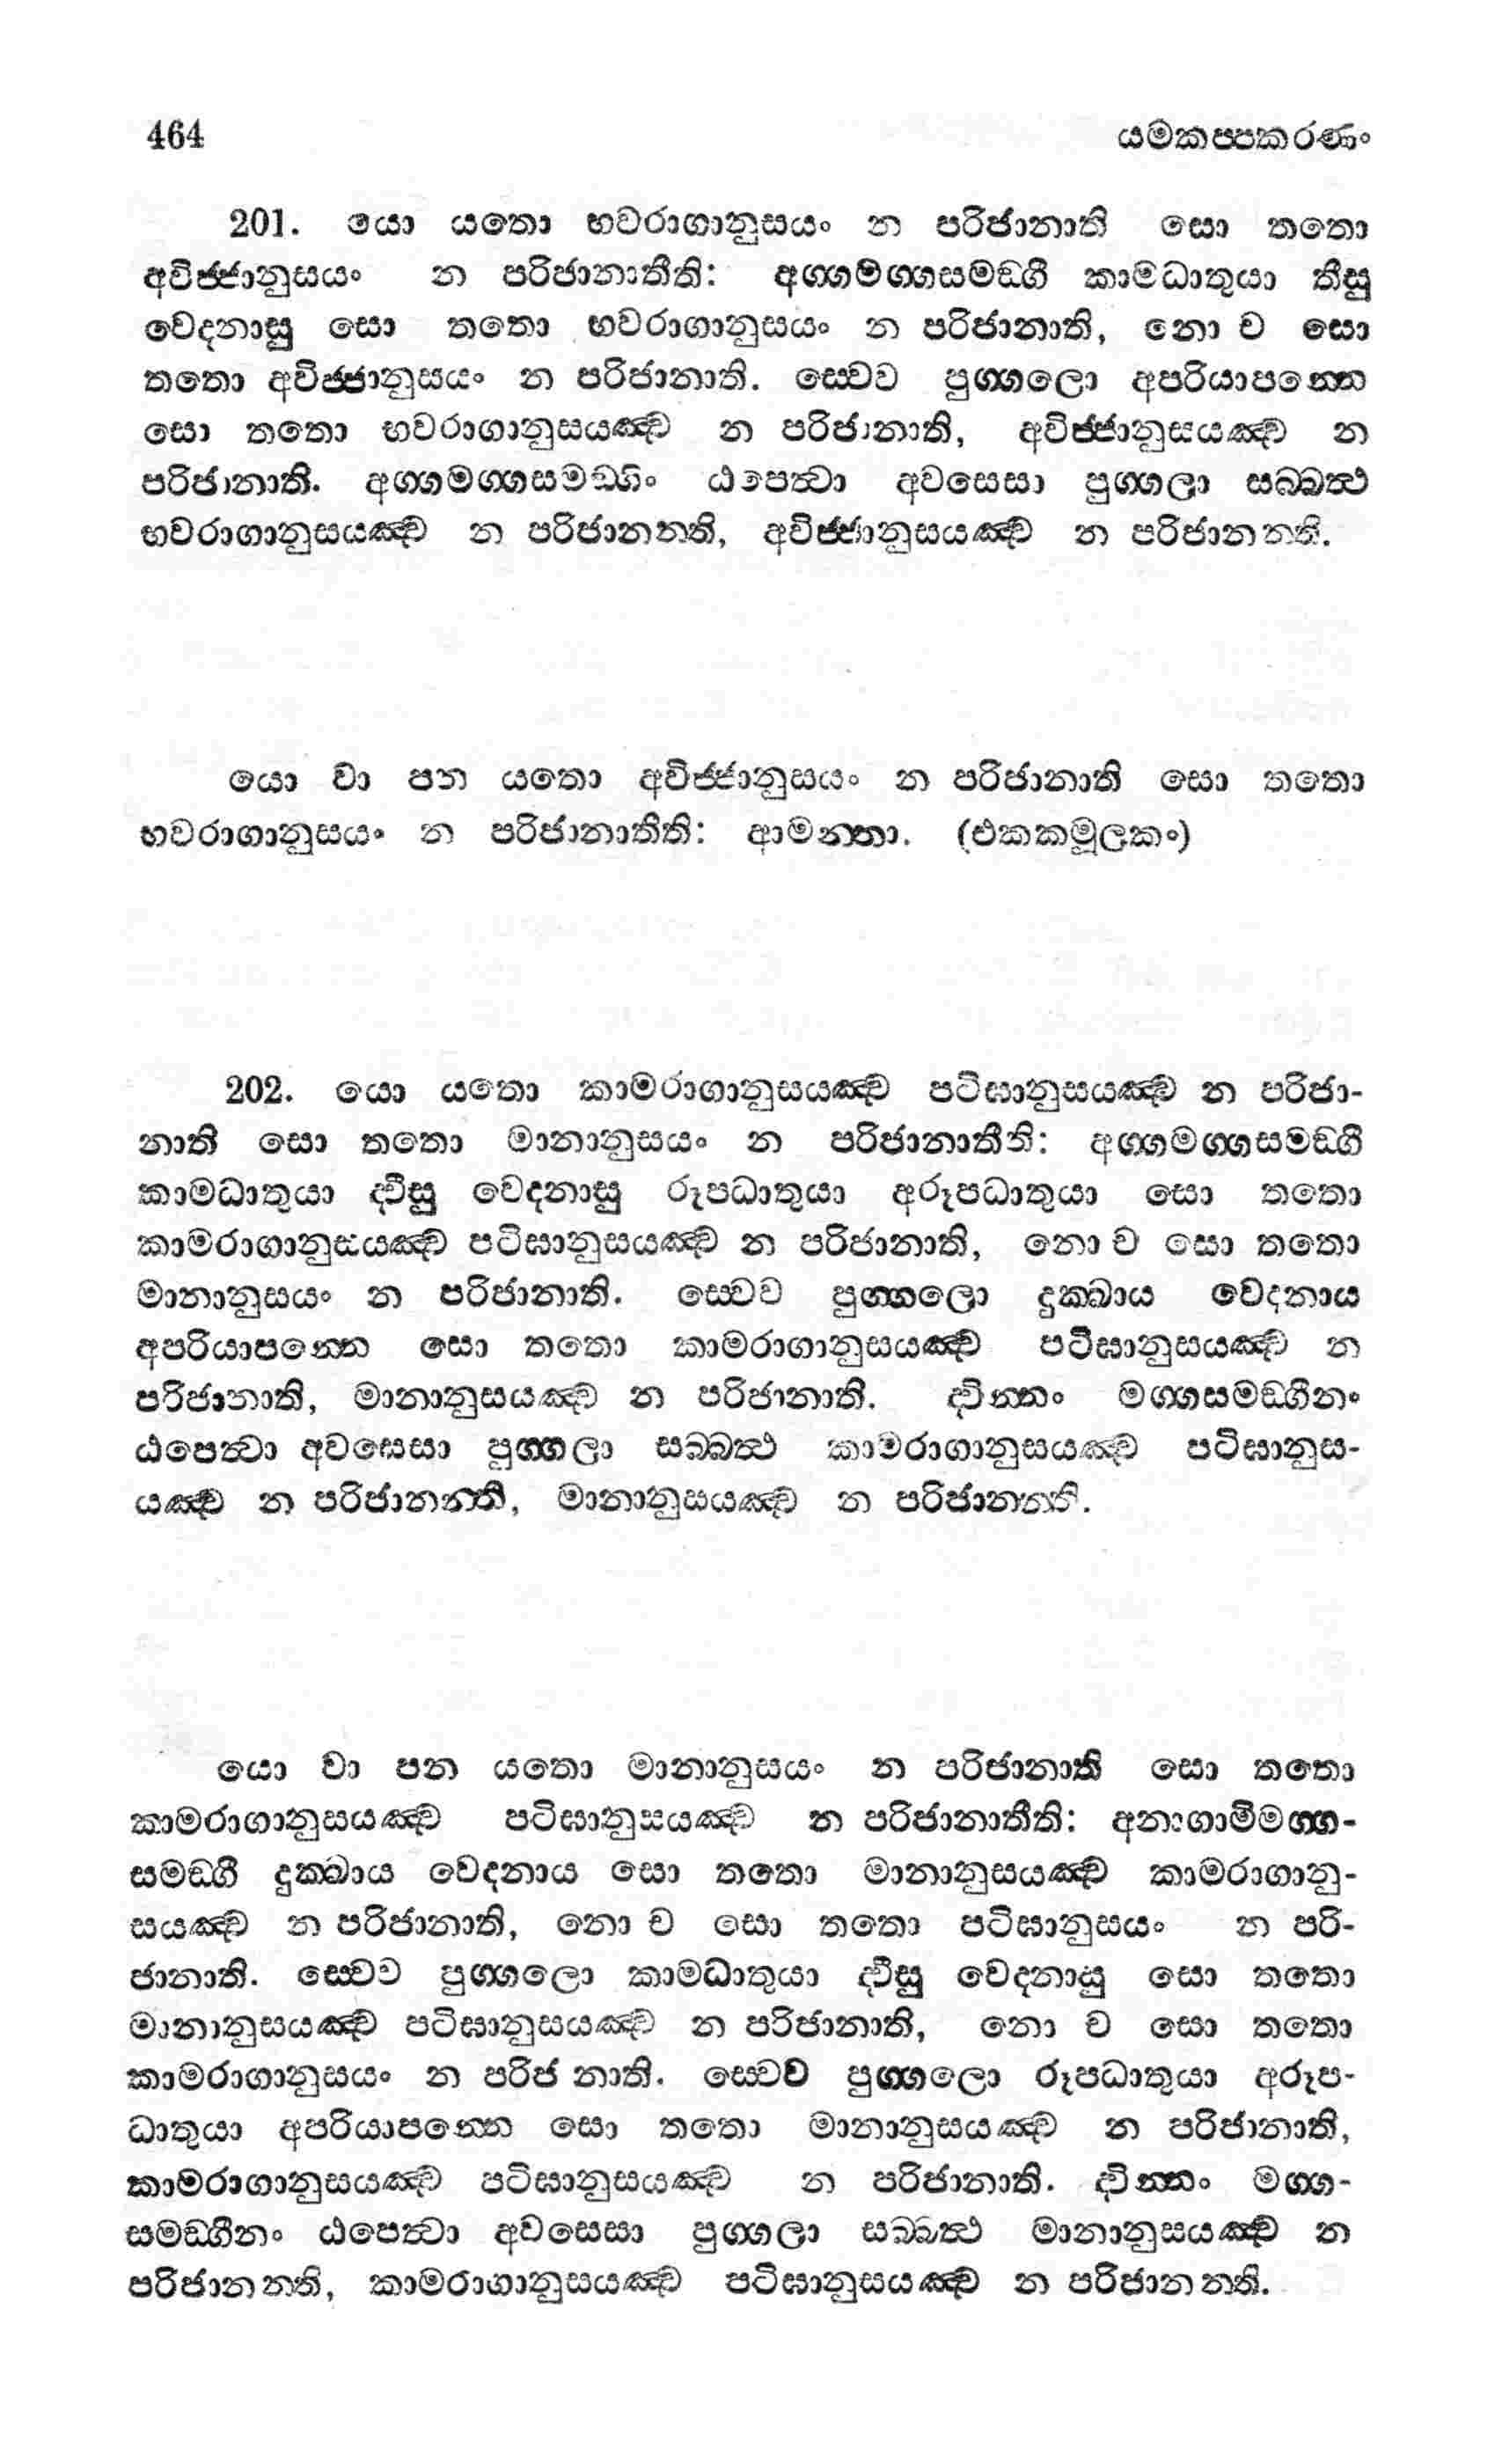 464 යමකප්පකරණං
201. යො යතො භවරාගානුසයං න පරිජානාති සො තතො
අවිජ්ජානුසයං න පරිජානාතීති: අග්ගමග්ගසමඞ්ගී කාමධාතුයා තීසු
වෙදනාසු සො තතො භවරාගානුසයං න පරිජානාති, නො ච සො
තතො අවිජ්ජානුසයං න පරිජානාති. ස්වෙව පුග්ගලො අපරියාපන්නෙ
සො තතො භවරාගානුසයඤ්ච න පරිජානාති, අවිජ්ජානුසයඤ්ච න
පරිජානාති. අග්ගමග්ගසමඞ්ගිං ඨපෙත්වා අවසෙසා පුග්ගලා සබ්බත්ථ
භවරාගානුසයඤ්ච න පරිජානන්ති, අවිජ්ජානුසයඤ්ච න පරිජානන්ති.
යො වා පන යතො අවිජ්ජානුසයං න පරිජානාති සො තතො
භවරාගානුසයං න පරිජානාතිති: ආමන්තා. (එකකමූලකං)
202. යො යතො කාමරාගානුසයඤ්ච පටිඝානුසයඤ්ච න පරිජා-
නාති සො තතො මානානුසයං න පරිජානාතීති: අග්ගමග්ගසමඞ්ගී
කාමධාතුයා ද්වීසු වෙදනාසු රූපධාතුයා අරූපධාතුයා සො තතො
කාමරාගානුසයඤ්ච පටිඝානුසයඤ්ච න පරිජානාති, නො ච සො තතො
මානානුසයං න පරිජානාති. ස්වෙව පුග්ගලො දුක්ඛාය වෙදනාය
අපරියාපන්නෙ සො තතො කාමරාගානුසයඤ්ච පටිඝානුසයඤ්ච න
පරිජානාති, මානානුසයඤ්ච න පරිජානාති. ද්වින්නං මග්ගසමඞ්ගීනං
ඨපෙත්වා අවසෙසා පුග්ගලා සබ්බත්ථ කාමරාගානුසයඤ්ච පටිඝානුස-
යඤ්ච න පරිජානන්ති, මානානුසයඤ්ච න පරිජානන්ති.
යො වා පන යතො මානානුසයං න පරිජානාති සො තතො
කාමරාගානුසයඤ්ච පටිඝානුසයඤ්ච න පරිජානාතීති: අනාගාමිමග්ග-
සමඞ්ගී දුක්ඛාය වෙදනාය සො තතො මානානුසයඤ්ච කාමරාගානු-
සයඤ්ච න පරිජානාති, නො ච සො තතො පටිඝානුසයං න පරි-
ජානාති. ස්වෙව පුග්ගලො කාමධාතුයා ද්වීසු වෙදනාසු සො තතො
මානානුසයඤ්ච පටිඝානුසයඤ්ච න පරිජානාති, නො ච සො තතො
කාමරාගානුසයං න පරිජ නාති. ස්වෙව පුග්ගලො රූපධාතුයා අරූප-
ධාතුයා අපරියාපන්නෙ සො තතො මානානුසයඤ්ච න පරිජානාති,
කාමරාගානුසයඤ්ච පටිඝානුසයඤ්ච න පරිජානාති. ද්වින්නං මග්ග-
සමඞ්ගීනං ඨපෙත්වා අවසෙසා පුග්ගලා සබ්බත්ථ මානානුසයඤ්ච න
පරිජානන්ති, කාමරාගානුසයඤ්ච පටිඝානුසයඤ්ච න පරිජානන්ති.